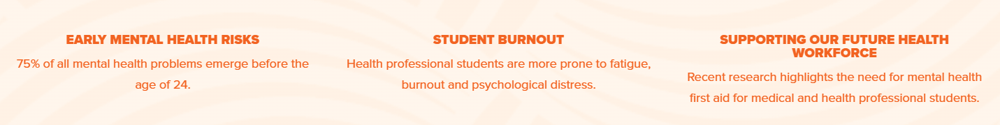 EARLY MENTAL HEALTH RISKS
75% of all mental health problems emerge before the
age of 24.
STUDENT BURNOUT
Health professional students are more prone to fatigue,
burnout and psychological distress.
SUPPORTING OUR FUTURE HEALTH
WORKFORCE
Recent research highlights the need for mental health
first aid for medical and health professional students.